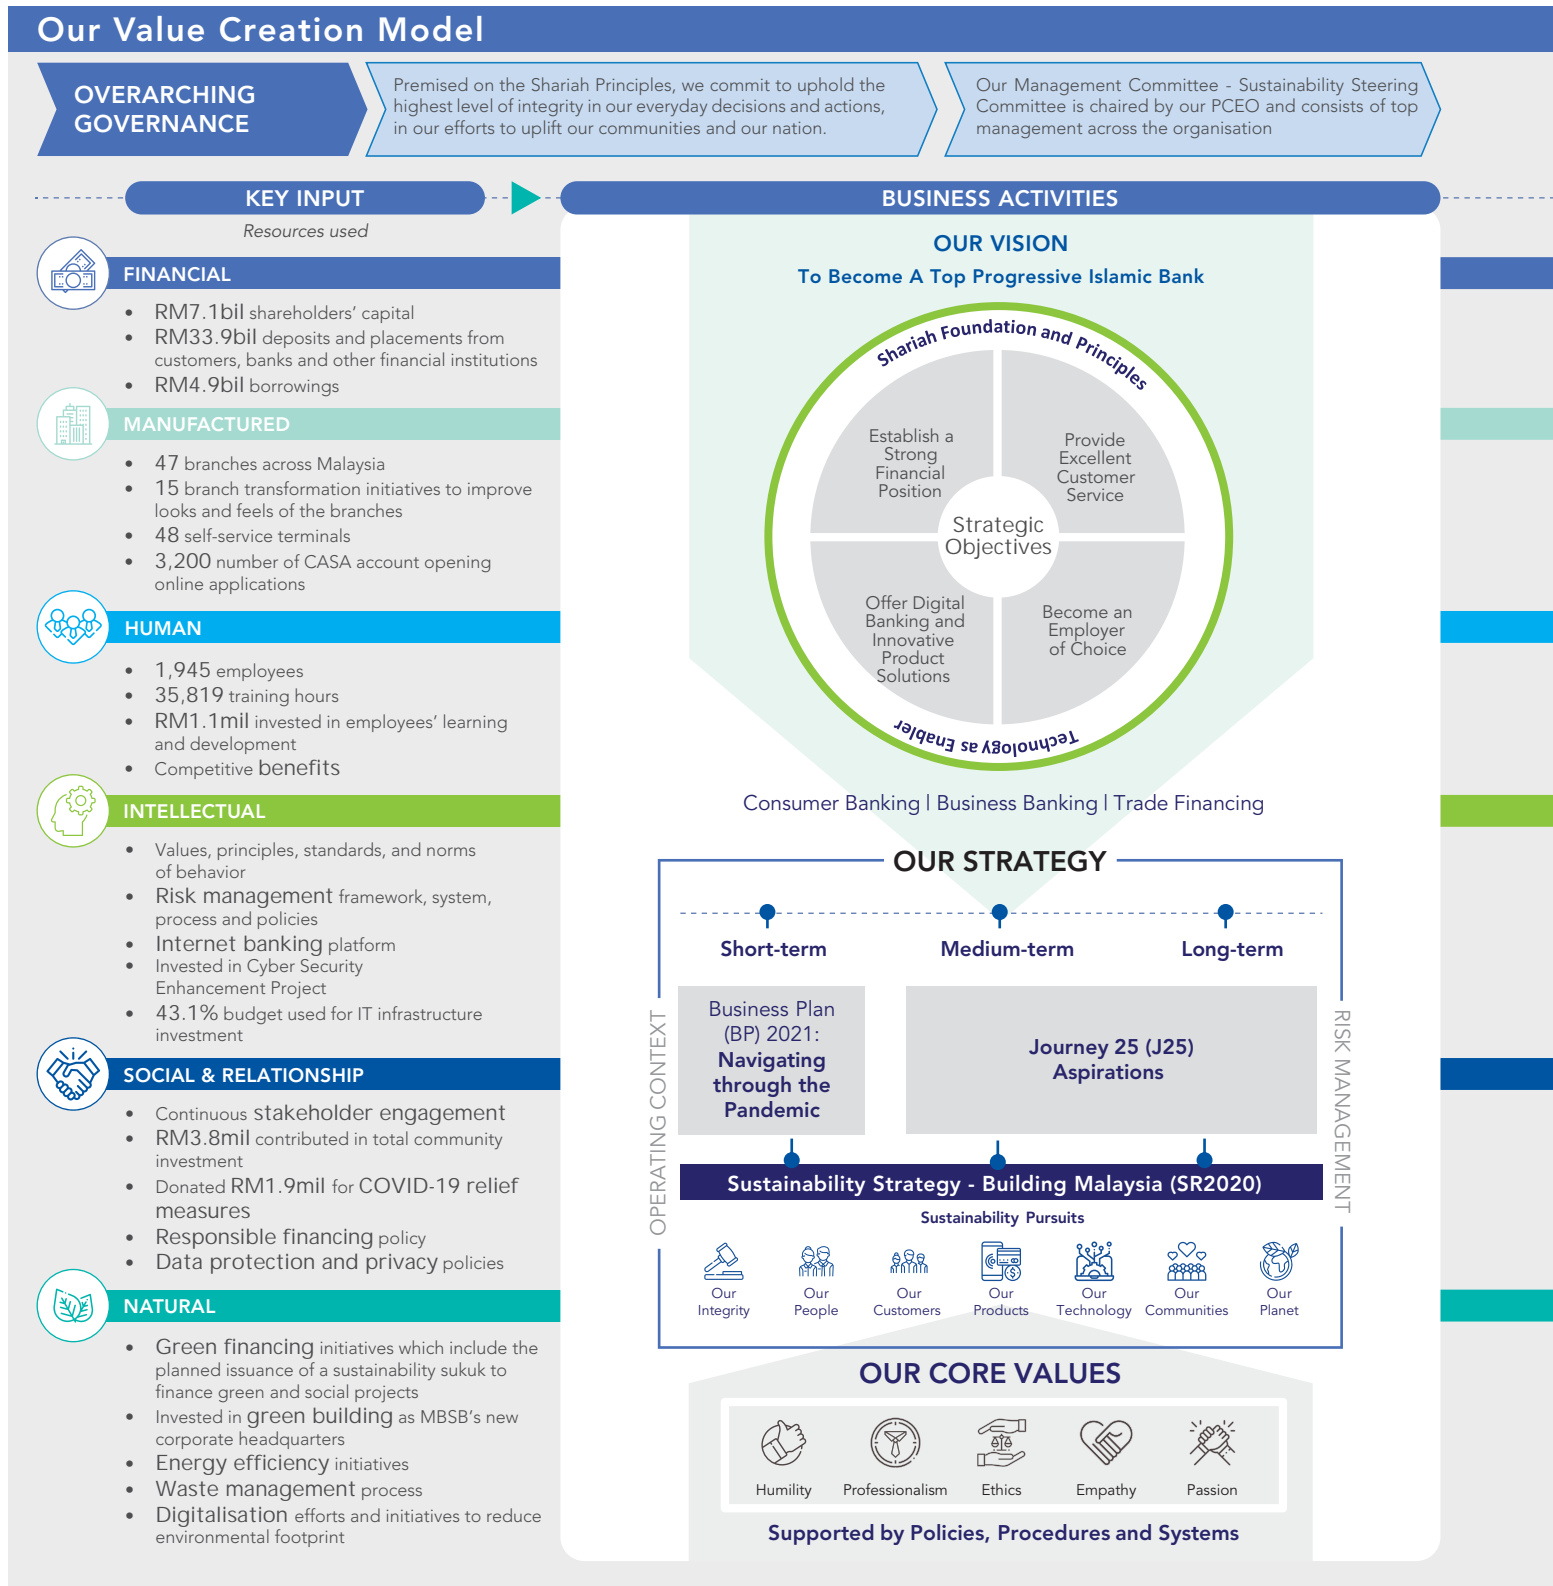 Our Value Creation Model
OVERARCHING
GOVERNANCE
Premised on the Shariah Principles, we commit to uphold the
highest level of integrity in our everyday decisions and actions,
in our efforts to uplift our communities and our nation.
Our Management Committee - Sustainability Steering
Committee is chaired by our PCEO and consists of top
management across the organisation
KEY INPUT
Resources used
FINANCIAL
• RM7.1bil shareholders' capital
• RM33.9bil deposits and placements from
customers, banks and other financial institutions
• RM4.9bil borrowings
MANUFACTURED
• 47 branches across Malaysia
• 15 branch transformation initiatives to improve
looks and feels of the branches
• 48 self-service terminals
• 3,200 number of CASA account opening
online applications
HUMAN
• 1,945 employees
• 35,819 training hours
• RM1.1mil invested in employees' learning
and development
• Competitive benefits
INTELLECTUAL
• Values, principles, standards, and norms
of behavior
• Risk management framework, system,
process and policies
• Internet banking platform
• Invested in Cyber Security
Enhancement Project
• 43.1% budget used for IT infrastructure
investment
SOCIAL & RELATIONSHIP
• Continuous stakeholder engagement
• RM3.8mil contributed in total community
investment
• Donated RM1.9mil for COVID-19 relief
measures
• Responsible financing policy
• Data protection and privacy policies
NATURAL
• Green financing initiatives which include the
planned issuance of a sustainability sukuk to
finance green and social projects
• Invested in green building as MBSB's new
corporate headquarters
• Energy efficiency initiatives
• Waste management process
• Digitalisation efforts and initiatives to reduce
environmental footprint
BUSINESS ACTIVITIES
OUR VISION
To Become A Top Progressive Islamic Bank
Shariah Foundation and Principles
Establish a
Strong
Financial
Position
Provide
Excellent
Customer
Service
Strategic
Objectives
Offer Digital
Banking and
Innovative
Product
Solutions
Become an
Employer
of Choice
Technology as Enabler
Consumer Banking | Business Banking | Trade Financing
OUR STRATEGY
Short-term
Medium-term
Long-term
Business Plan
(BP) 2021:
Navigating
through the
Pandemic
Journey 25 (J25)
Aspirations
OPERATING CONTEXT
RISK MANAGEMENT
Sustainability Strategy - Building Malaysia (SR2020)
Sustainability Pursuits
Our
Integrity
Our
People
Our
Customers
Our
Products
Our
Technology
Our
Communities
Our
Planet
OUR CORE VALUES
Humility
Professionalism
Ethics
Empathy
Passion
Supported by Policies, Procedures and Systems